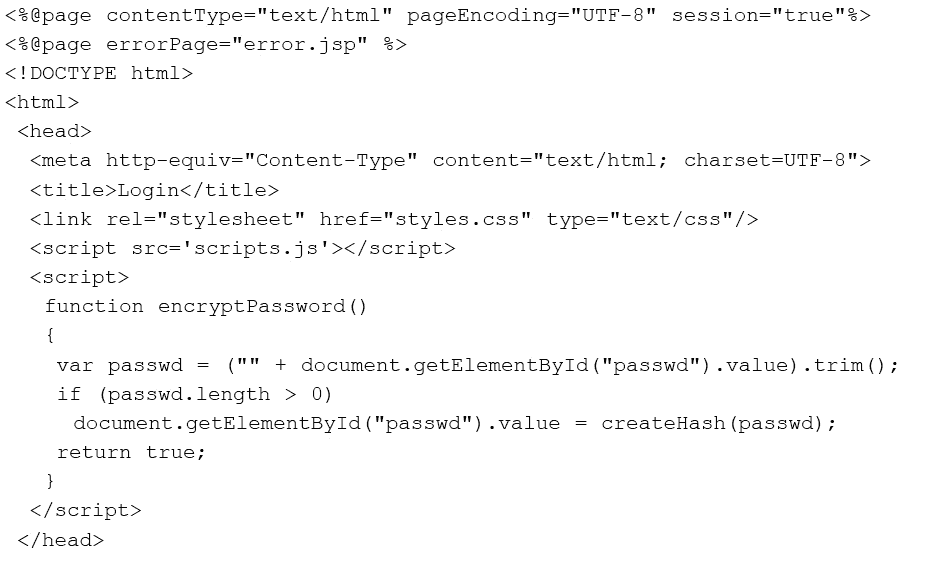 <%@page contentType="text/html" pageEncoding="UTF-8" session="true"%>
<%@page errorPage="error.jsp" %>
<!DOCTYPE html>
<html>
 <head>
  <meta http-equiv="Content-Type" content="text/html; charset=UTF-8">
  <title>Login</title>
  <link rel="stylesheet" href="styles.css" type="text/css"/>
  <script src='scripts.js'></script>
  <script>
   function encryptPassword()
   {
    var passwd = ("" + document.getElementById("passwd").value).trim();
    if (passwd.length > 0)
     document.getElementById("passwd").value = createHash(passwd);
    return true;
   }
  </script>
 </head>